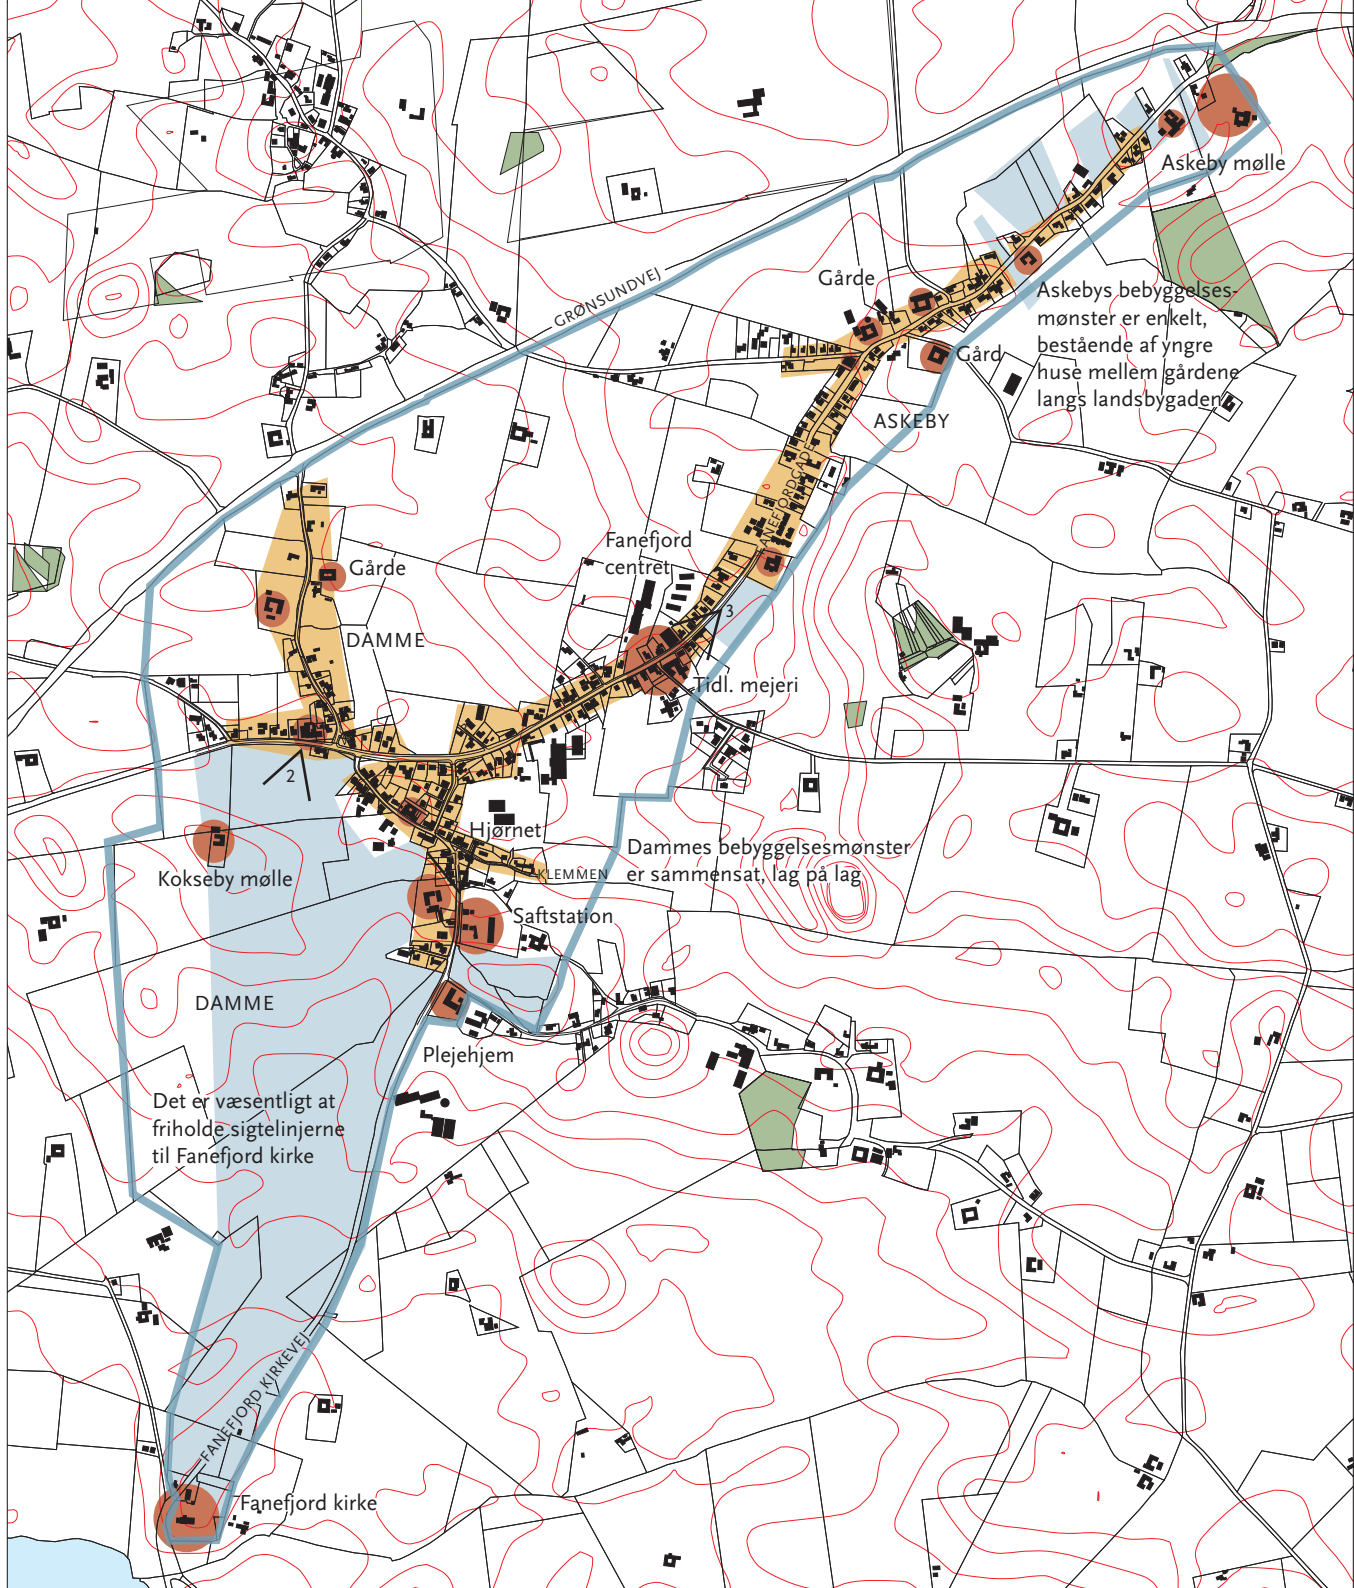 Askeby mølle
GRØNSUNDVEJ
Gårde
Askebys bebyggelses-
mønster er enkelt,
bestående af yngre
huse mellem gårdene
langs landsbygaden
Gård
ASKEBY
FANEFJORDGADE
Fanefjord
centret
Gårde
3
DAMME
Tidl. mejeri
2
Hjørnet
Dammes bebyggelsesmønster
er sammensat, lag på lag
KLEMMEN
Kokseby mølle
Saftstation
DAMME
Plejehjem
Det er væsentligt at
friholde sigtelinjerne
til Fanefjord kirke
FANEFJORD KIRKEVEJ
Fanefjord kirke